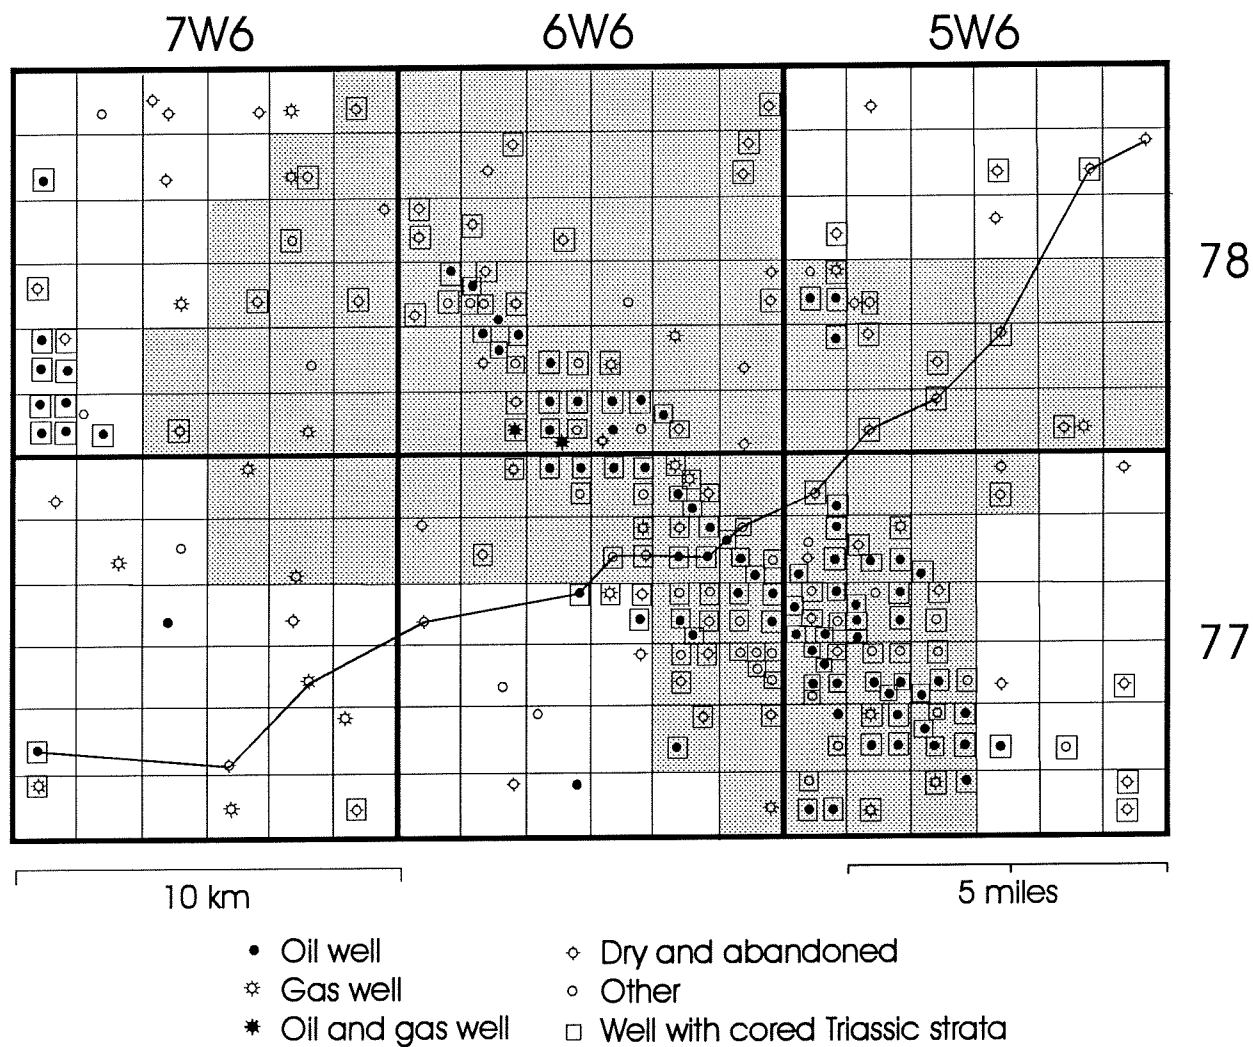 7W6 6W6 5W6
78
77
10 km 5 miles
Oil well Dry and abandoned
Gas well Other
Oil and gas well Well with cored Triassic strata